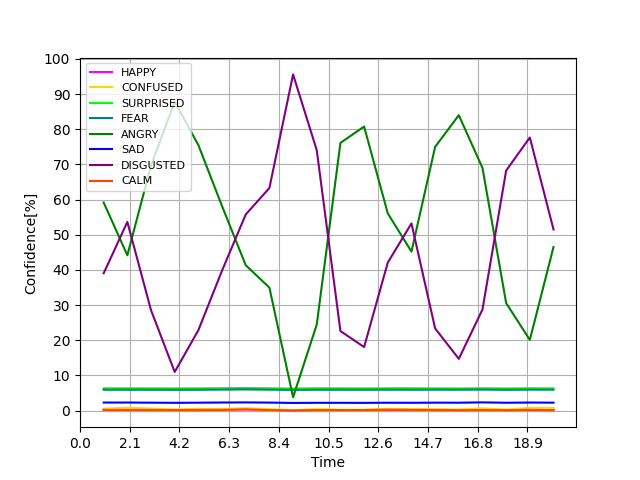 100
90
80
70
60
50
40
30
20
10
0
Confidence[%]
HAPPY
CONFUSED
SURPRISED
FEAR
ANGRY
SAD
DISGUSTED
CALM
0.0 2.1 4.2 6.3 8.4 10.5 12.6 14.7 16.8 18.9
Time